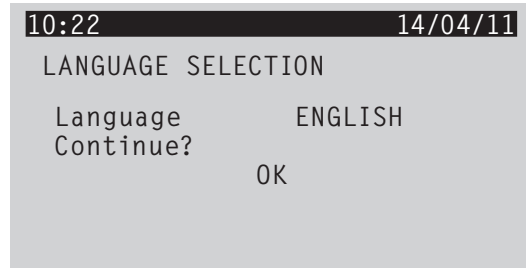 10:22 14/04/11
LANGUAGE SELECTION
Language ENGLISH
Continue?
OK